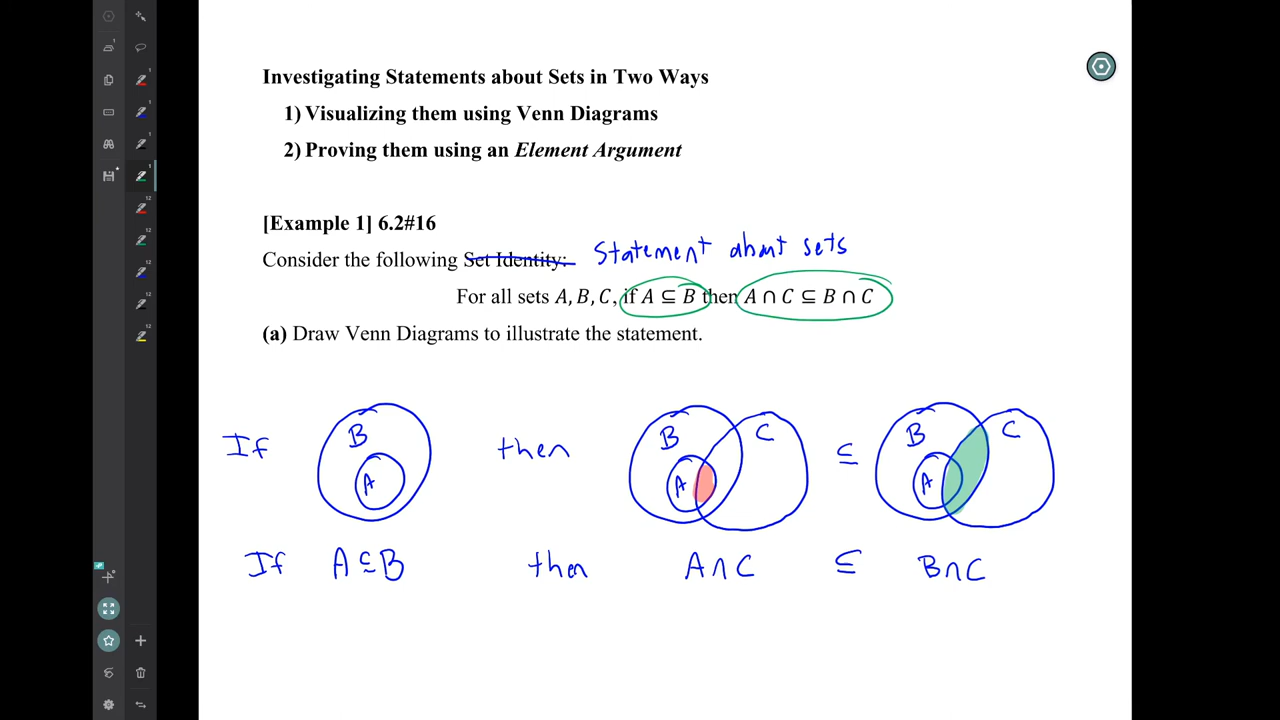 Investigating Statements about Sets in Two Ways
1) Visualizing them using Venn Diagrams
2) Proving them using an Element Argument
[Example 1] 6.2#16
Consider the following Set Identity: Statement about sets
For all sets A, B, C, if A ⊆ B then A ∩ C ⊆ B ∩ C
(a) Draw Venn Diagrams to illustrate the statement.
If B A then B C A ⊆ B C A
If A ⊆ B then A ∩ C ⊆ B ∩ C